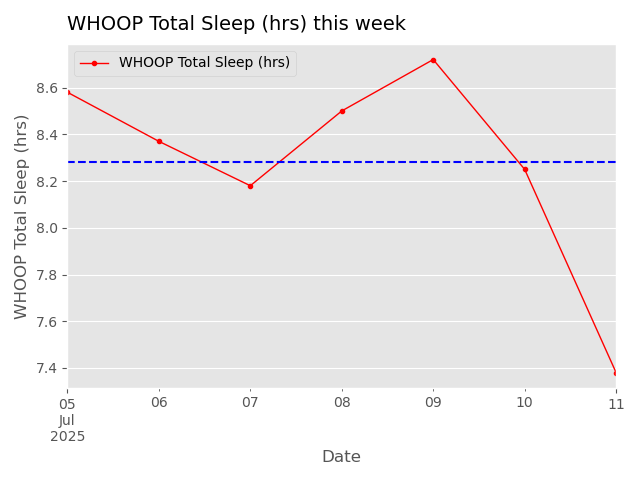 WHOOP Total Sleep (hrs) this week
WHOOP Total Sleep (hrs)
WHOOP Total Sleep (hrs)
8.6
8.4
8.2
8.0
7.8
7.6
7.4
05 06 07 08 09 10 11
Jul
2025
Date